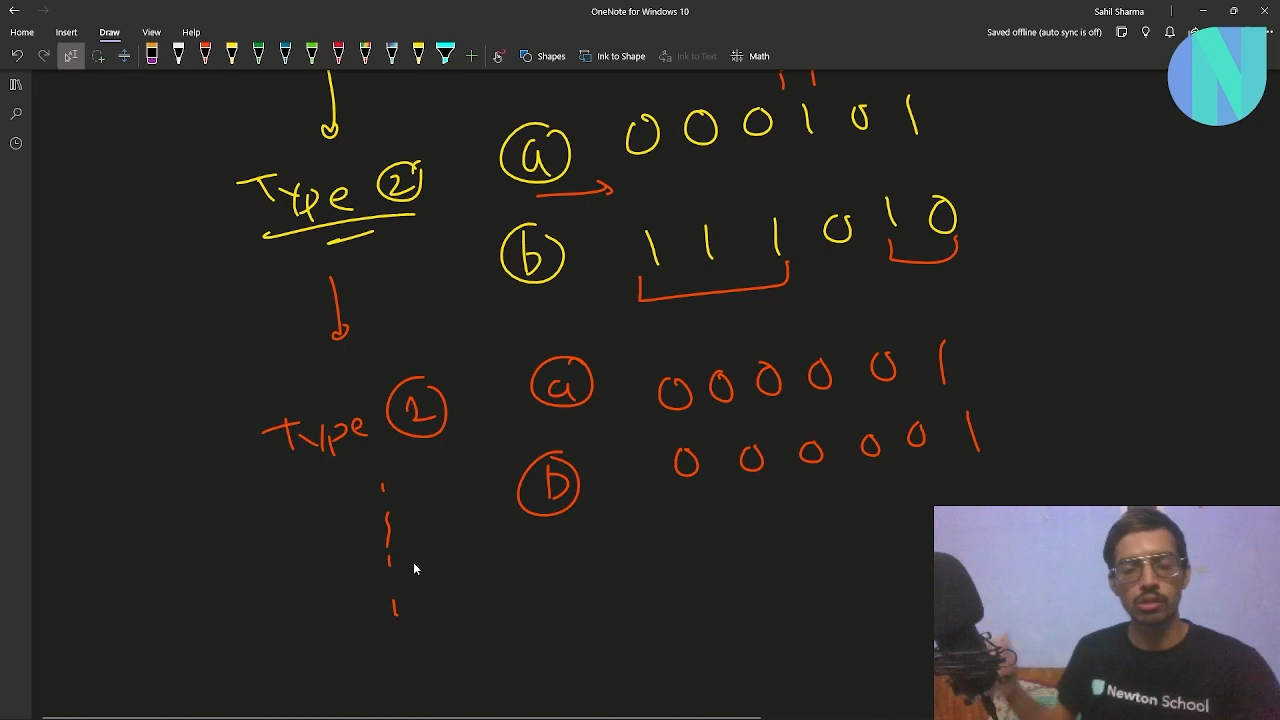 OneNote for Windows 10
Sahil Sharma
Home Insert Draw View Help
Saved offline (auto sync is off)
Shapes Ink to Shape Ink to Text Math
a 0 0 0 1 0 1
Type 2
b 1 1 1 0 1 0
a 0 0 0 0 0 1
Type 2
b 0 0 0 0 0 1
Newton School